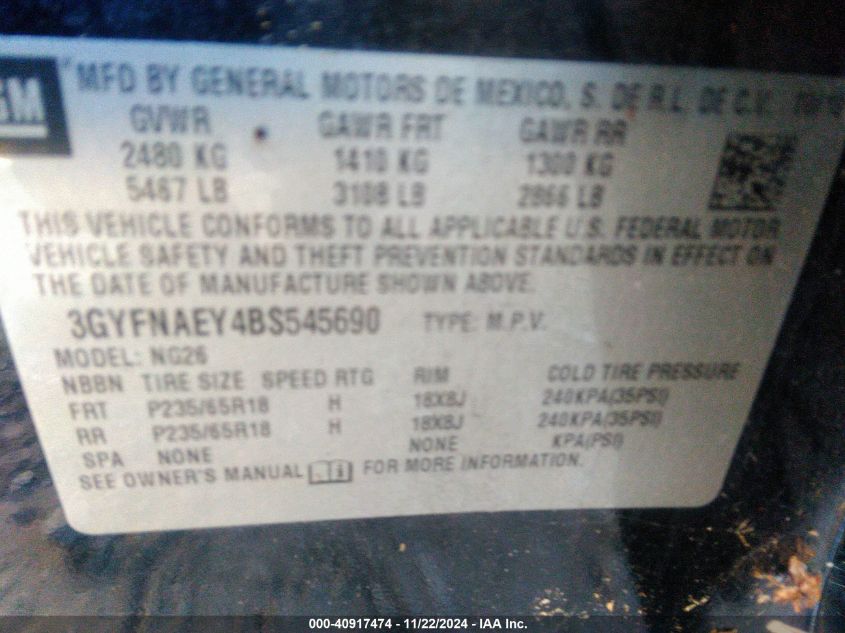 GM
MFD BY GENERAL MOTORS DE MEXICO, S. DE R.L. DE C.V.
GVWR GAWR FRT GAWR RR
2480 KG 1410 KG 1300 KG
5467 LB 3108 LB 2866 LB
THIS VEHICLE CONFORMS TO ALL APPLICABLE U.S. FEDERAL MOTOR
VEHICLE SAFETY AND THEFT PREVENTION STANDARDS IN EFFECT ON
THE DATE OF MANUFACTURE SHOWN ABOVE.
3GYFNAEY4BS545690 TYPE: M.P.V.
MODEL: NG26
NBBN TIRE SIZE SPEED RTG RIM COLD TIRE PRESSURE
FRT P235/65R18 H 18X8J 240KPA(35PSI)
RR P235/65R18 H 18X8J 240KPA(35PSI)
SPA NONE NONE KPA(PSI)
SEE OWNER'S MANUAL FOR MORE INFORMATION.
000-40917474 - 11/22/2024 - IAA Inc.